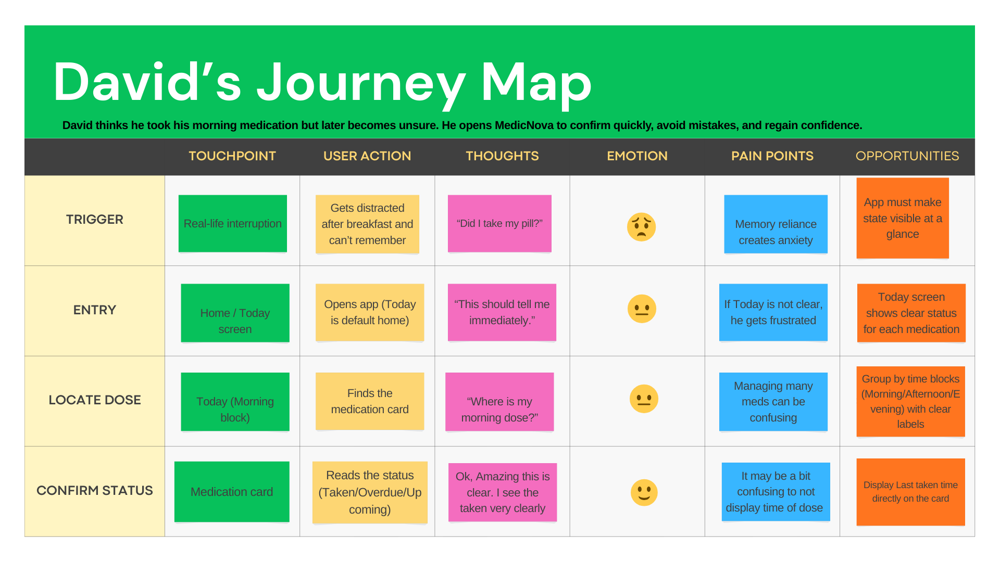 David’s Journey Map
David thinks he took his morning medication but later becomes unsure. He opens MedicNova to confirm quickly, avoid mistakes, and regain confidence.
TOUCHPOINT
USER ACTION
THOUGHTS
EMOTION
PAIN POINTS
OPPORTUNITIES
TRIGGER
Real-life interruption
Gets distracted
after breakfast and
can’t remember
“Did I take my pill?”
Memory reliance
creates anxiety
App must make
state visible at a
glance
ENTRY
Home / Today
screen
Opens app (Today
is default home)
“This should tell me
immediately.”
If Today is not clear,
he gets frustrated
Today screen
shows clear status
for each medication
LOCATE DOSE
Today (Morning
block)
Finds the
medication card
“Where is my
morning dose?”
Managing many
meds can be
confusing
Group by time blocks
(Morning/Afternoon/E
vening) with clear
labels
CONFIRM STATUS
Medication card
Reads the status
(Taken/Overdue/Up
coming)
Ok, Amazing this is
clear. I see the
taken very clearly
It may be a bit
confusing to not
display time of dose
Display Last taken time
directly on the card